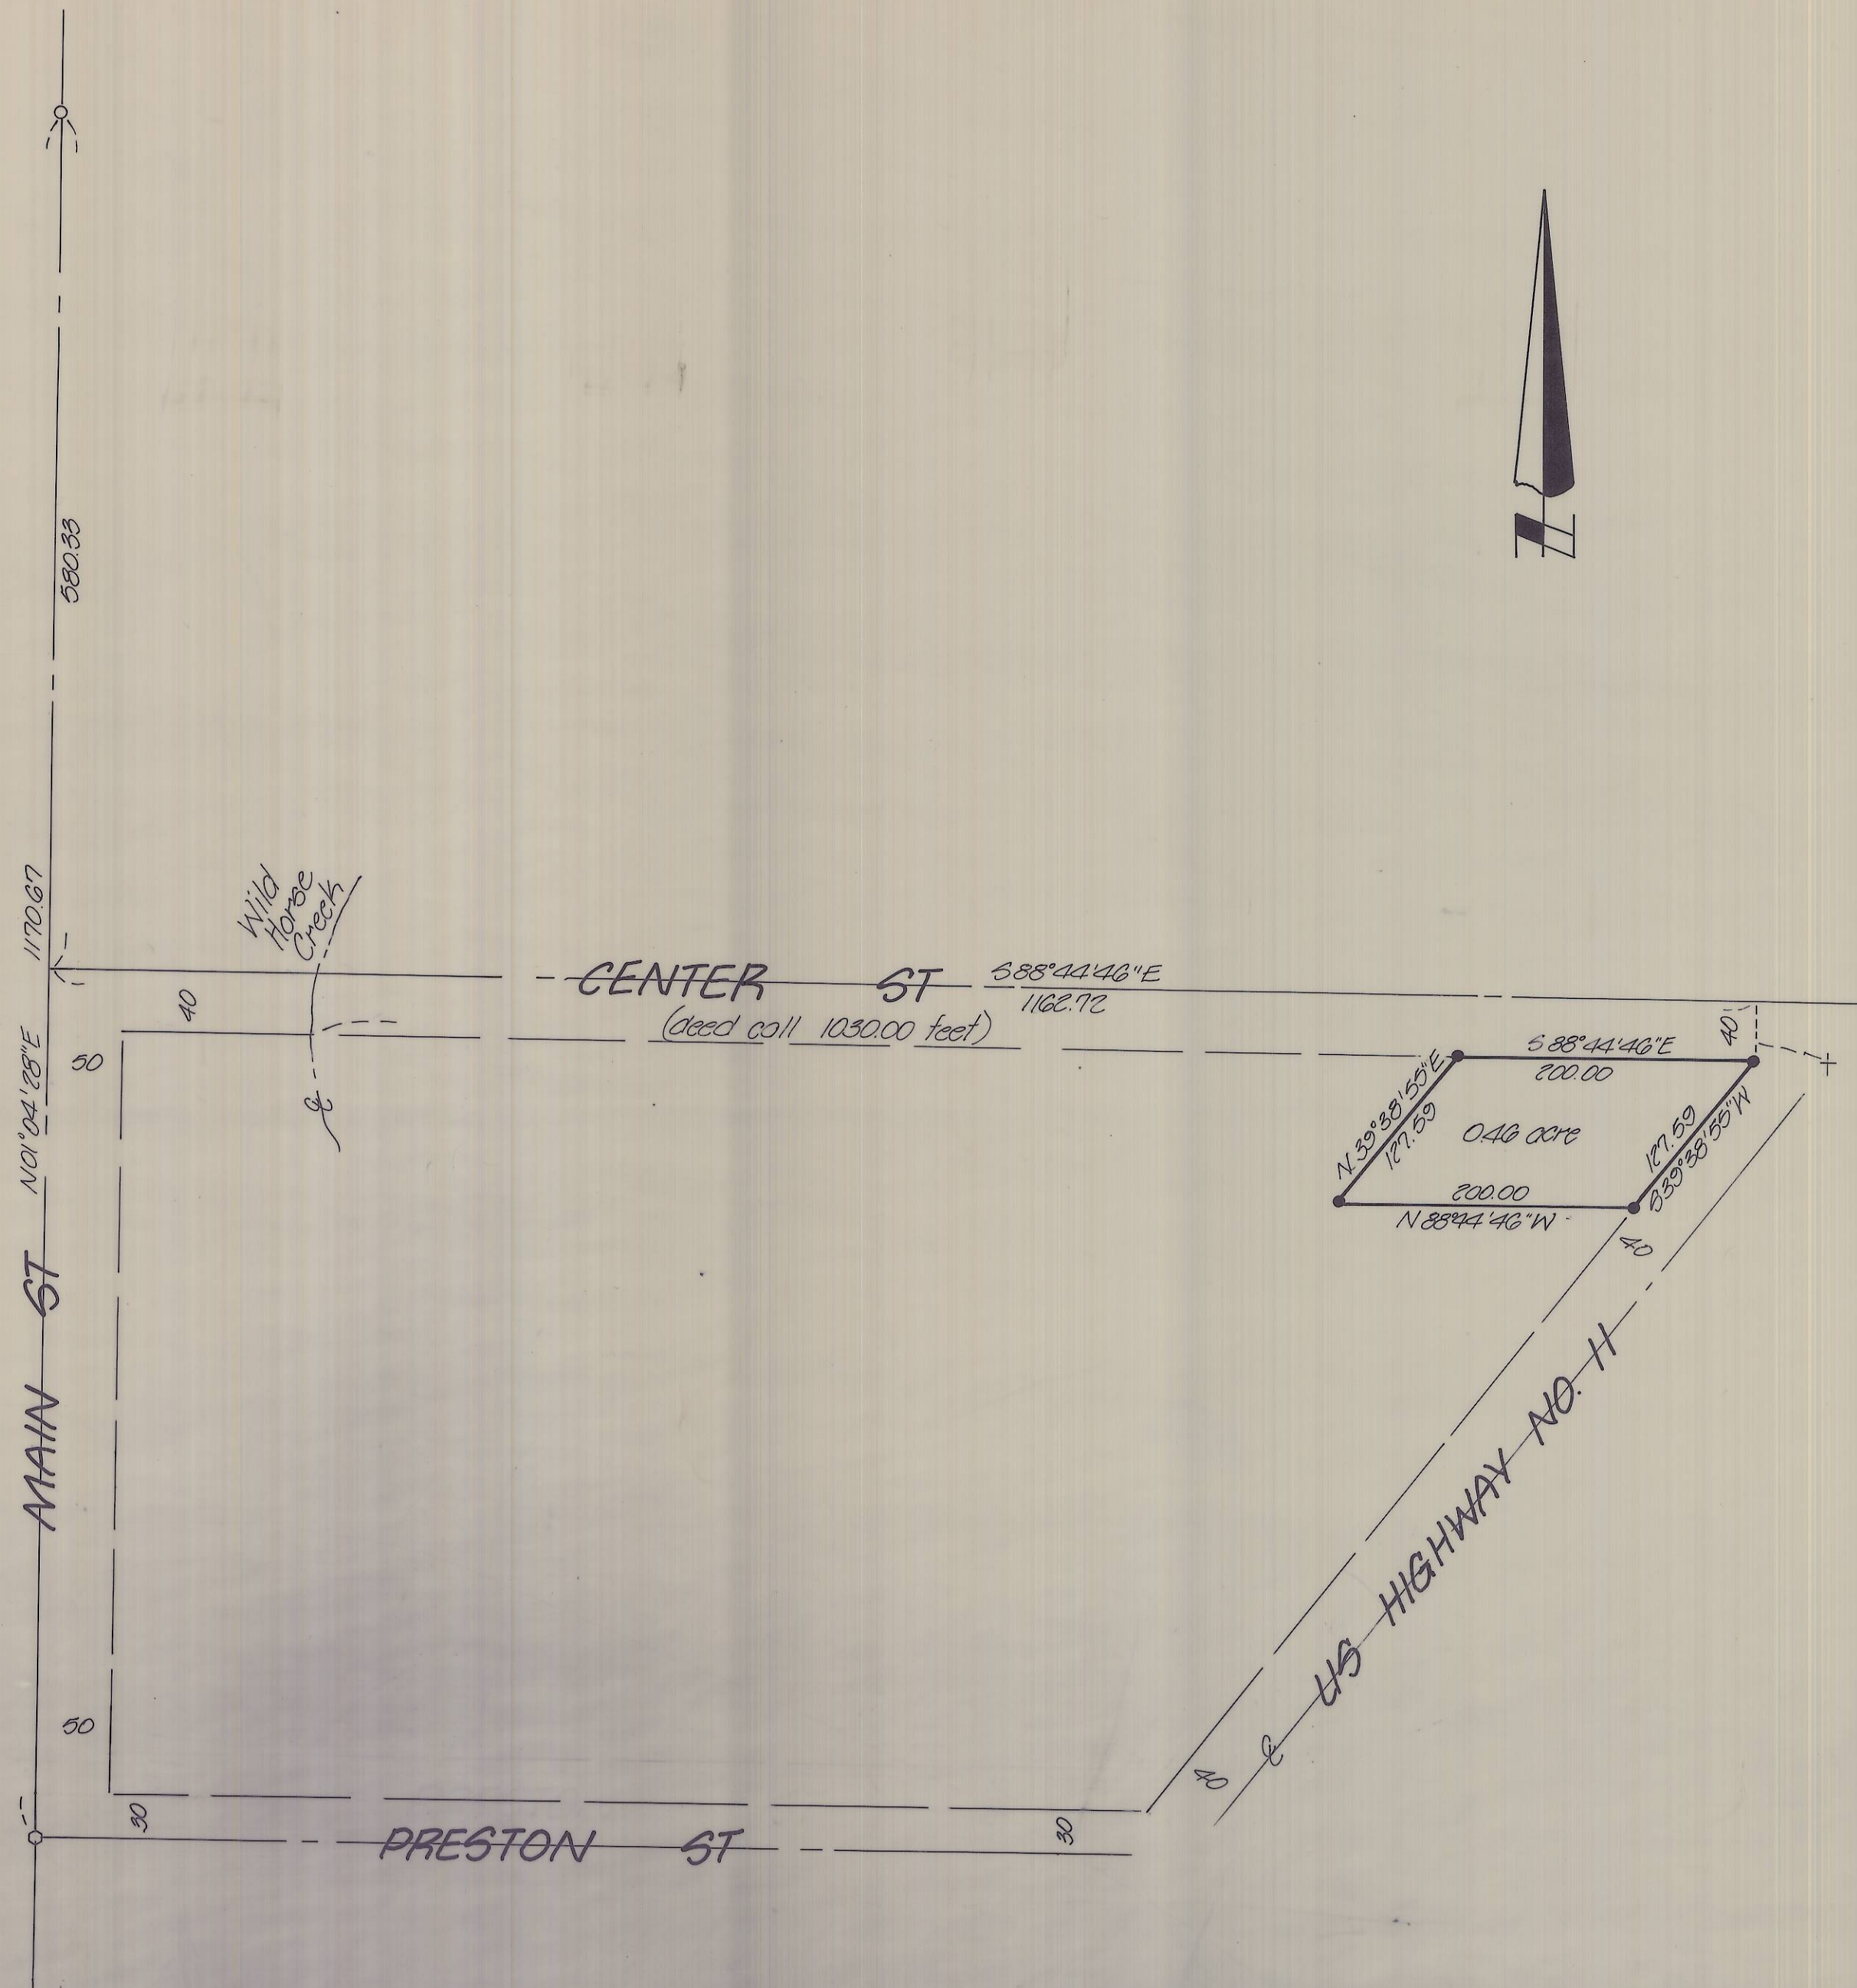 N
580.33
1170.67
N01°04'28"E
MAIN ST
Wild
Horse
Creek
40
50
CENTER ST
S88°44'46"E
1162.72
(deed call 1030.00 feet)
℄
40
S 88°44'46"E
200.00
N 39°38'55"E
127.59
0.46 acre
127.59
S39°38'55"W
200.00
N 88°44'46"W
40
US HIGHWAY NO. 11
℄
40
50
30
30
PRESTON ST